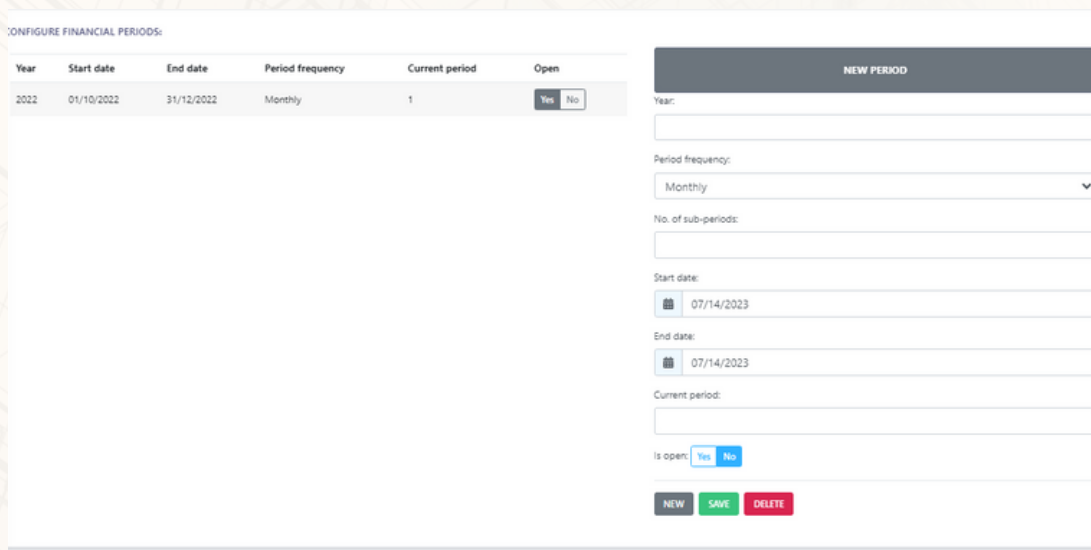 CONFIGURE FINANCIAL PERIODS:
Year Start date End date Period frequency Current period Open
2022 01/10/2022 31/12/2022 Monthly 1 Yes No
NEW PERIOD
Year:
Period frequency:
Monthly
No. of sub-periods:
Start date:
07/14/2023
End date:
07/14/2023
Current period:
Is open: Yes No
NEW SAVE DELETE